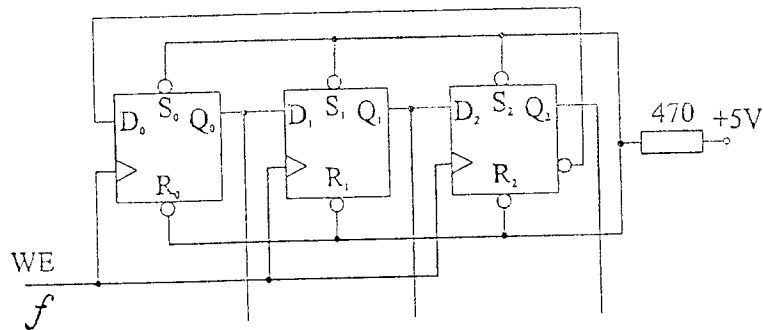 470
+5V
D₀ S₀ Q₀ R₀
D₁ S₁ Q₁ R₁
D₂ S₂ Q₂ R₂
WE
f